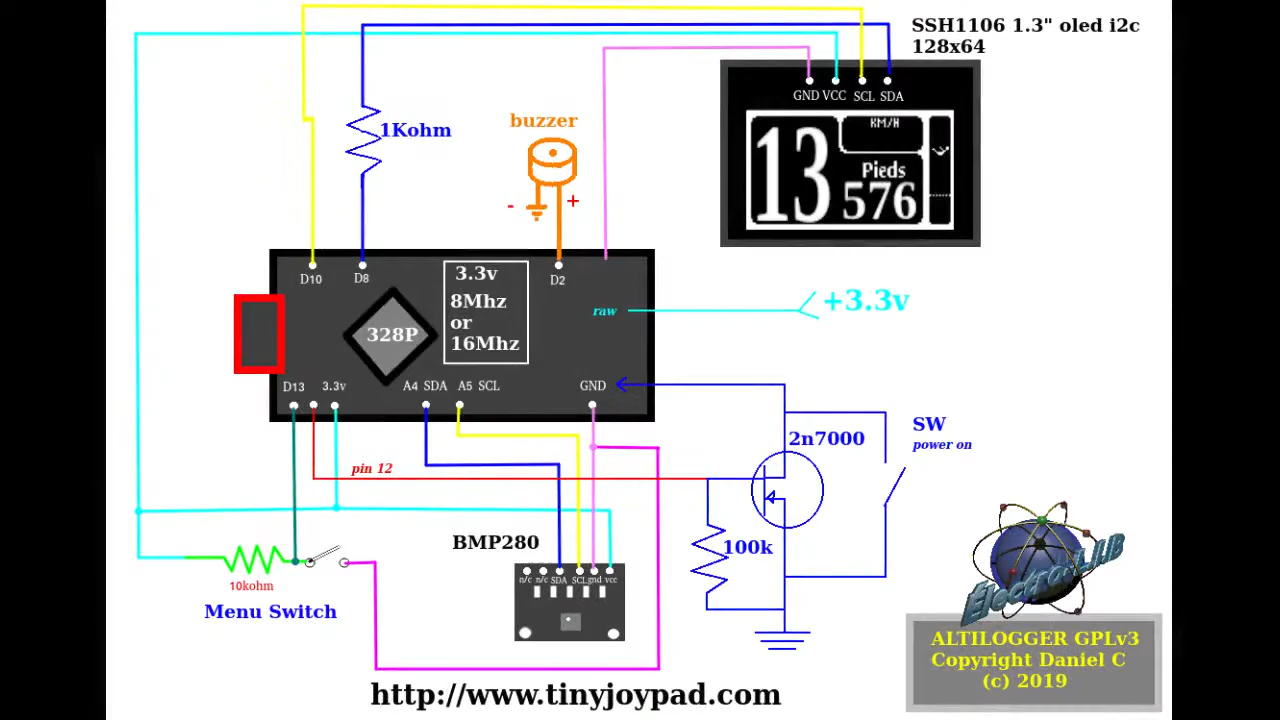 SSH1106 1.3" oled i2c
128x64
GND VCC SCL SDA
KM/H
13
Pieds
576
1Kohm
buzzer
- +
D10 D8 D2
3.3v
8Mhz
or
16Mhz
328P
raw
+3.3v
D13 3.3v A4 SDA A5 SCL GND
2n7000
SW
power on
pin 12
100k
BMP280
n/c n/c SDA SCL gnd vcc
10kohm
Menu Switch
ElectronLIB
ALTILOGGER GPLv3
Copyright Daniel C
(c) 2019
http://www.tinyjoypad.com